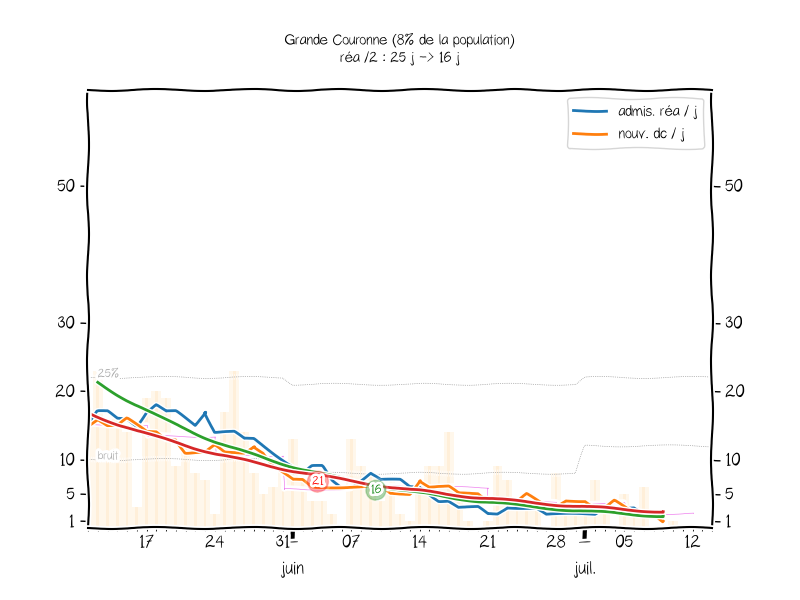 Grande Couronne (8% de la population)
réa /2 : 25 j -> 16 j
admis. réa / j
nouv. dc / j
50
50
30
30
25%
20
20
bruit
10
10
21
16
5
5
1
1
17 24 31 07 14 21 28 05 12
juin juil.